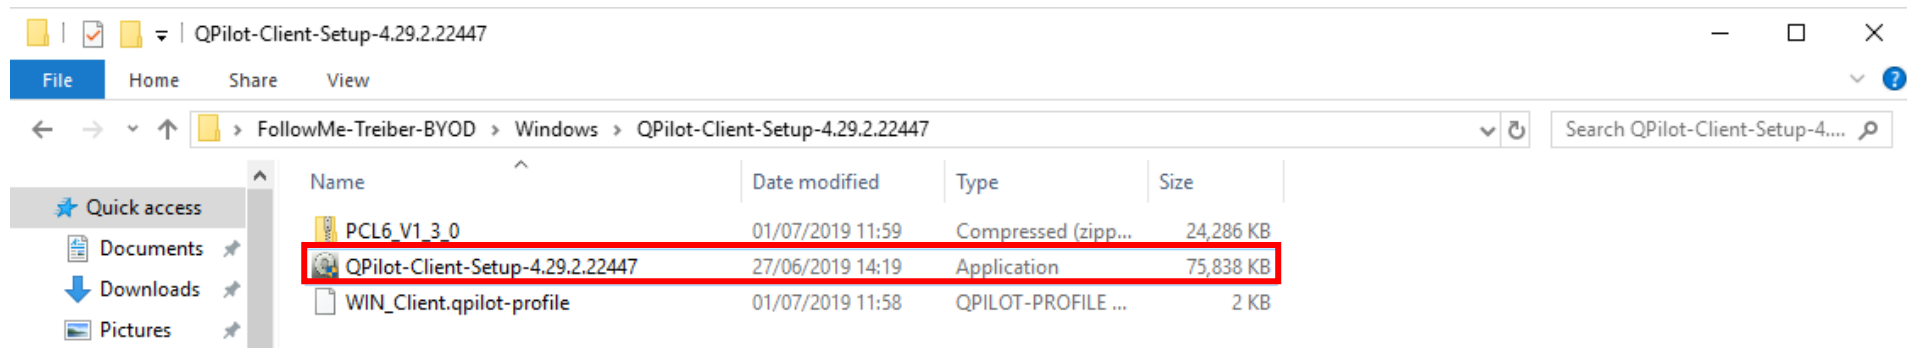 QPilot-Client-Setup-4.29.2.22447
File Home Share View
FollowMe-Treiber-BYOD > Windows > QPilot-Client-Setup-4.29.2.22447 Search QPilot-Client-Setup-4....
Name Date modified Type Size
Quick access
Documents
Downloads
Pictures
PCL6_V1_3_0 01/07/2019 11:59 Compressed (zipp... 24,286 KB
QPilot-Client-Setup-4.29.2.22447 27/06/2019 14:19 Application 75,838 KB
WIN_Client.qpilot-profile 01/07/2019 11:58 QPILOT-PROFILE ... 2 KB